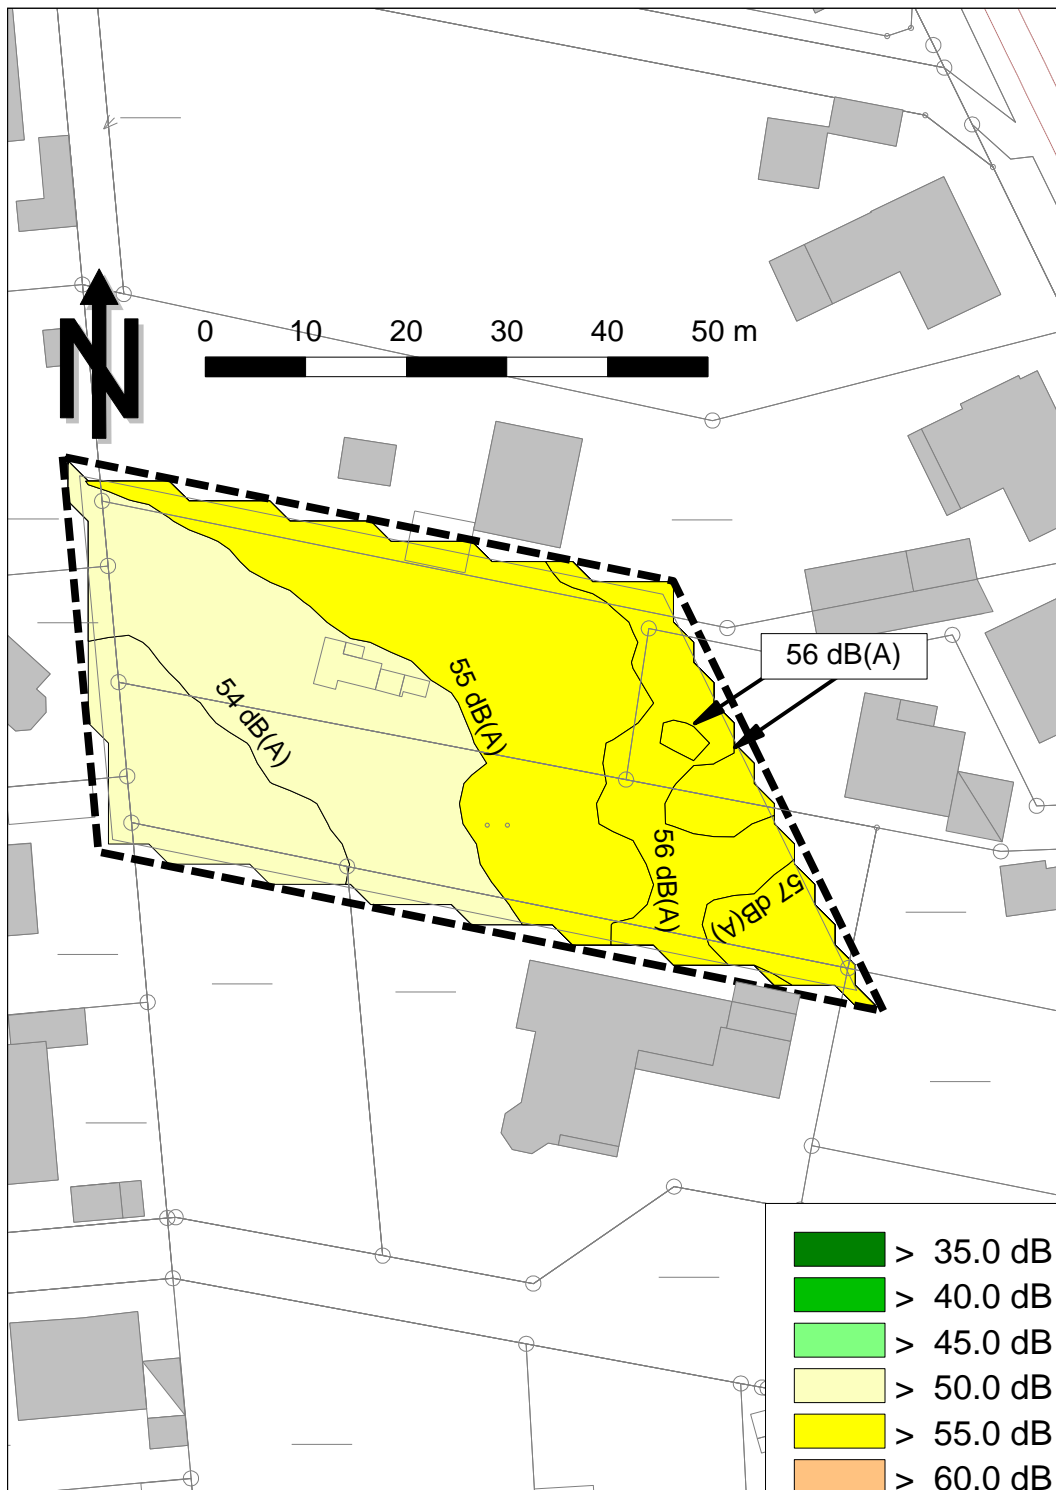 N
0 10 20 30 40 50 m
56 dB(A)
55 dB(A)
54 dB(A)
56 dB(A)
57 dB(A)
> 35.0 dB
> 40.0 dB
> 45.0 dB
> 50.0 dB
> 55.0 dB
> 60.0 dB